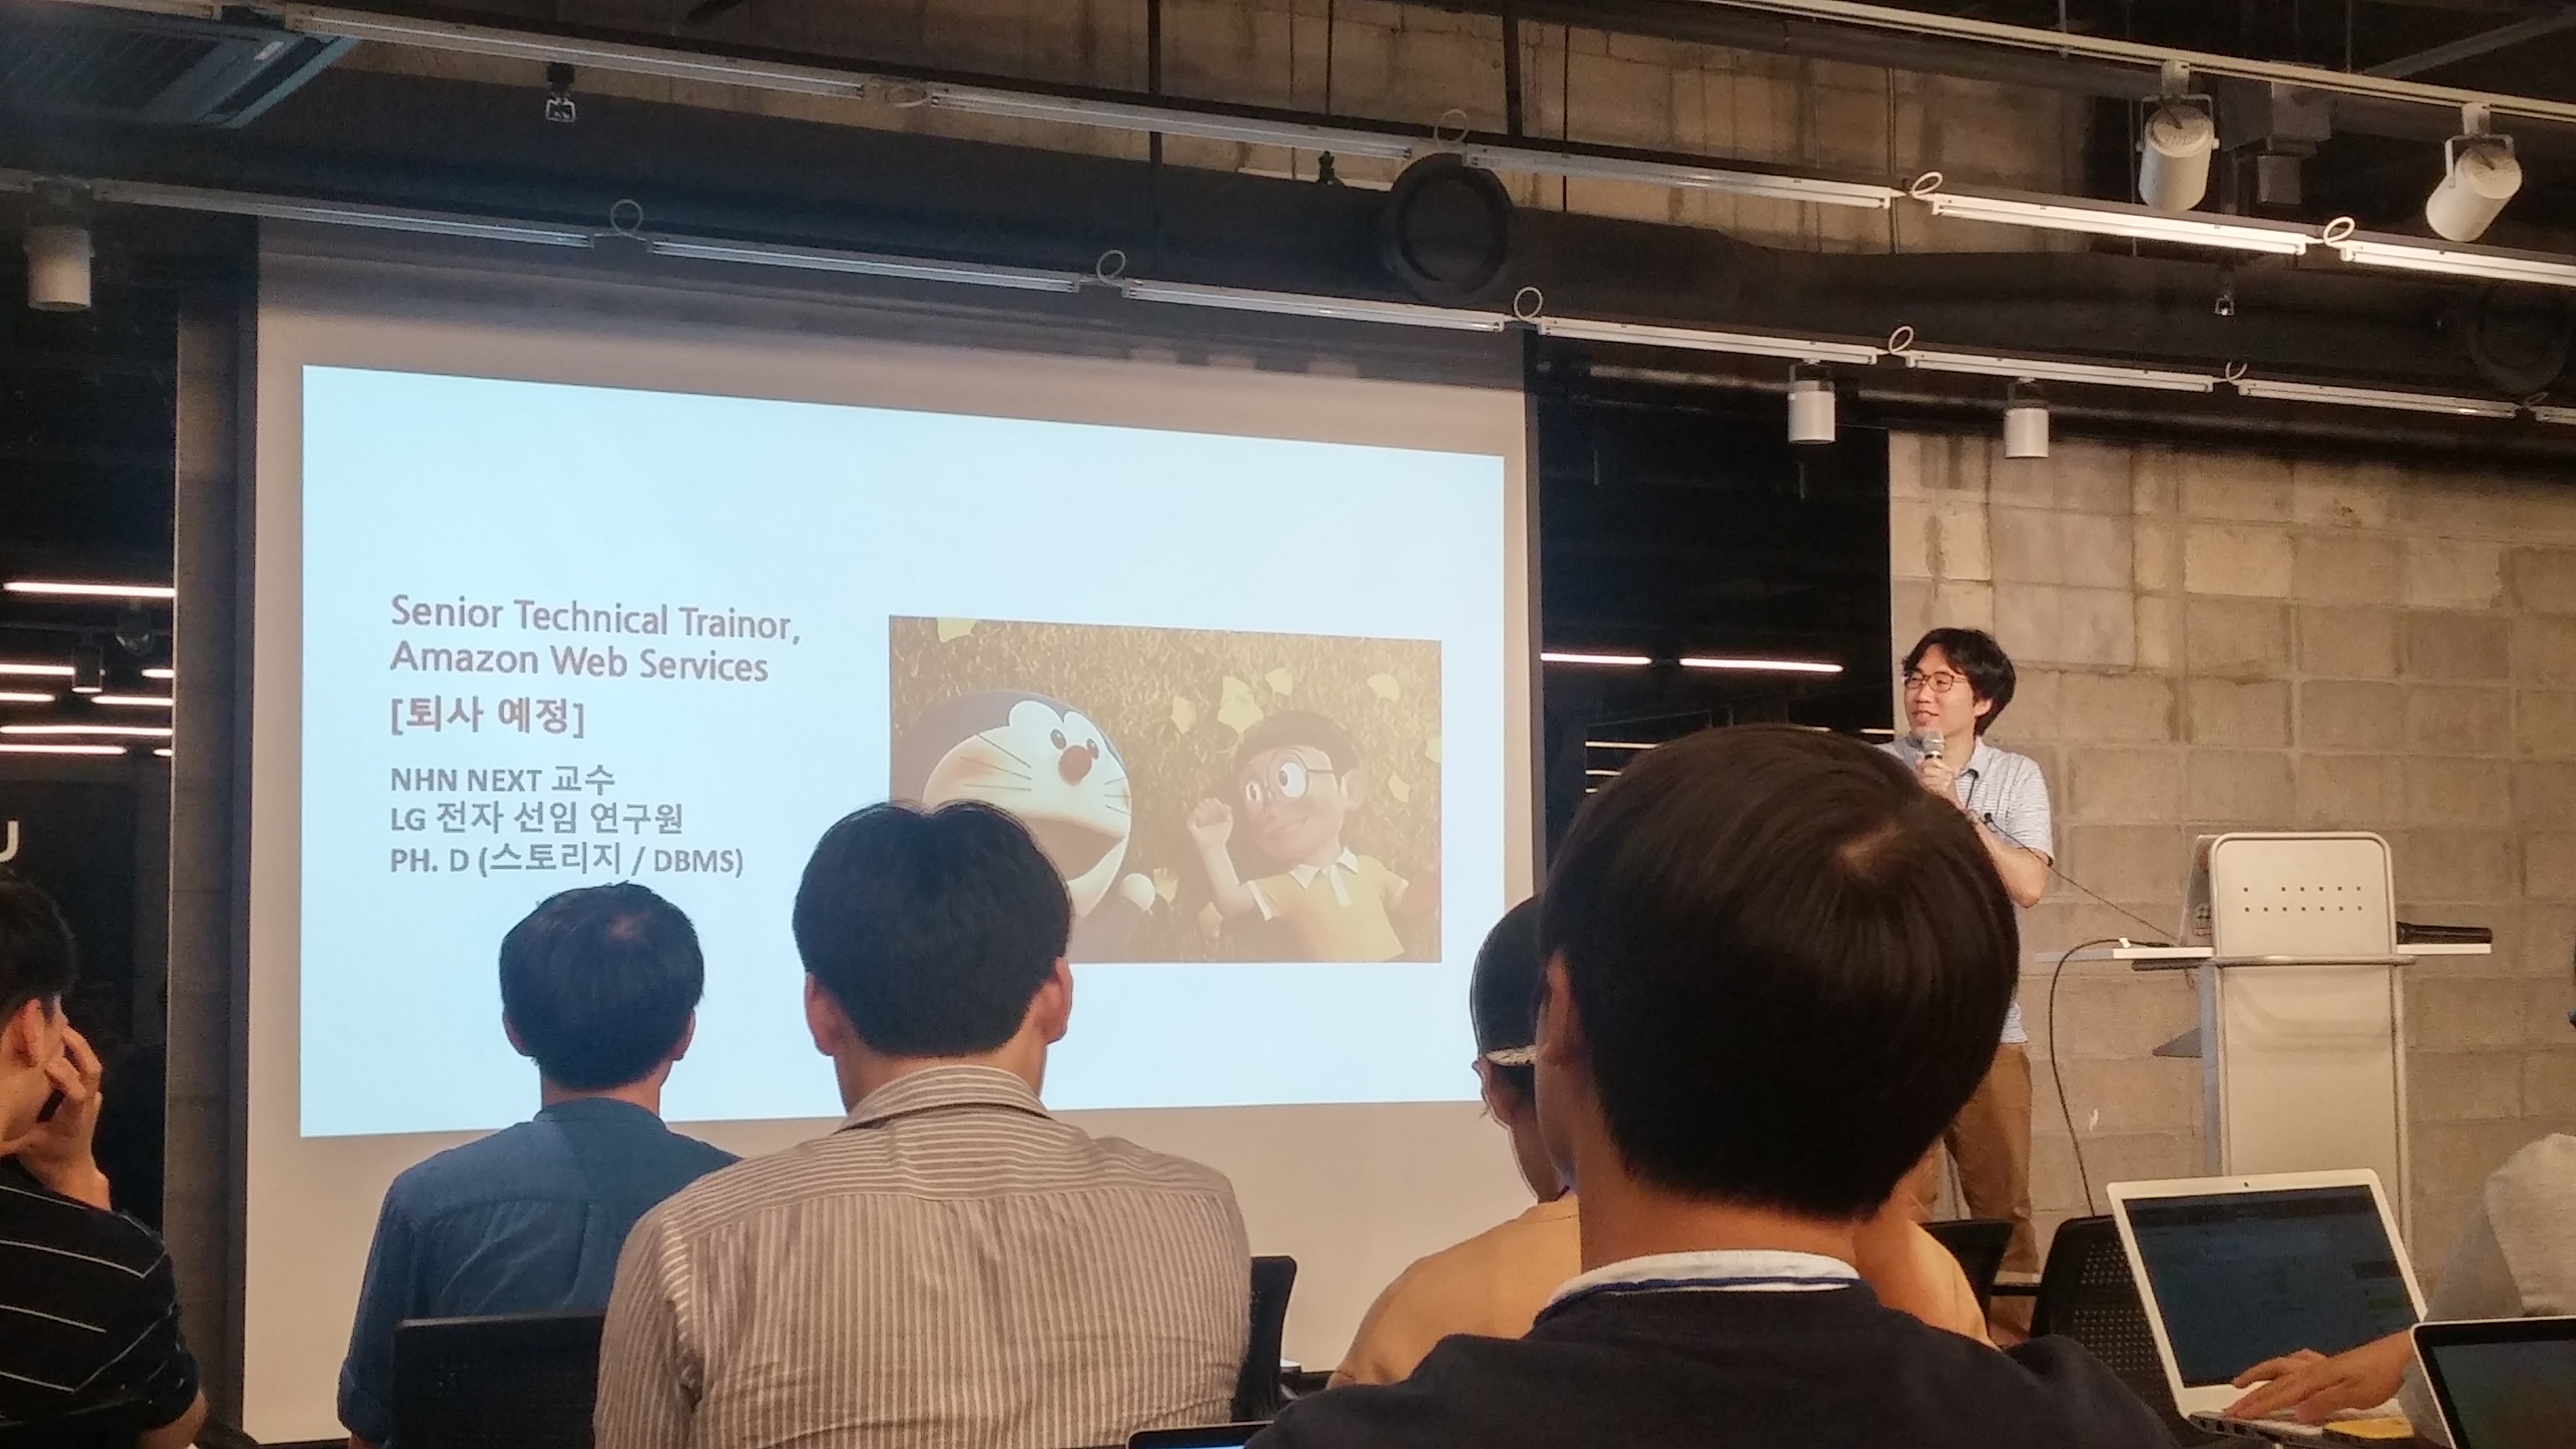 Senior Technical Trainor,
Amazon Web Services
[퇴사 예정]
NHN NEXT 교수
LG 전자 선임 연구원
PH. D (스토리지 / DBMS)
U